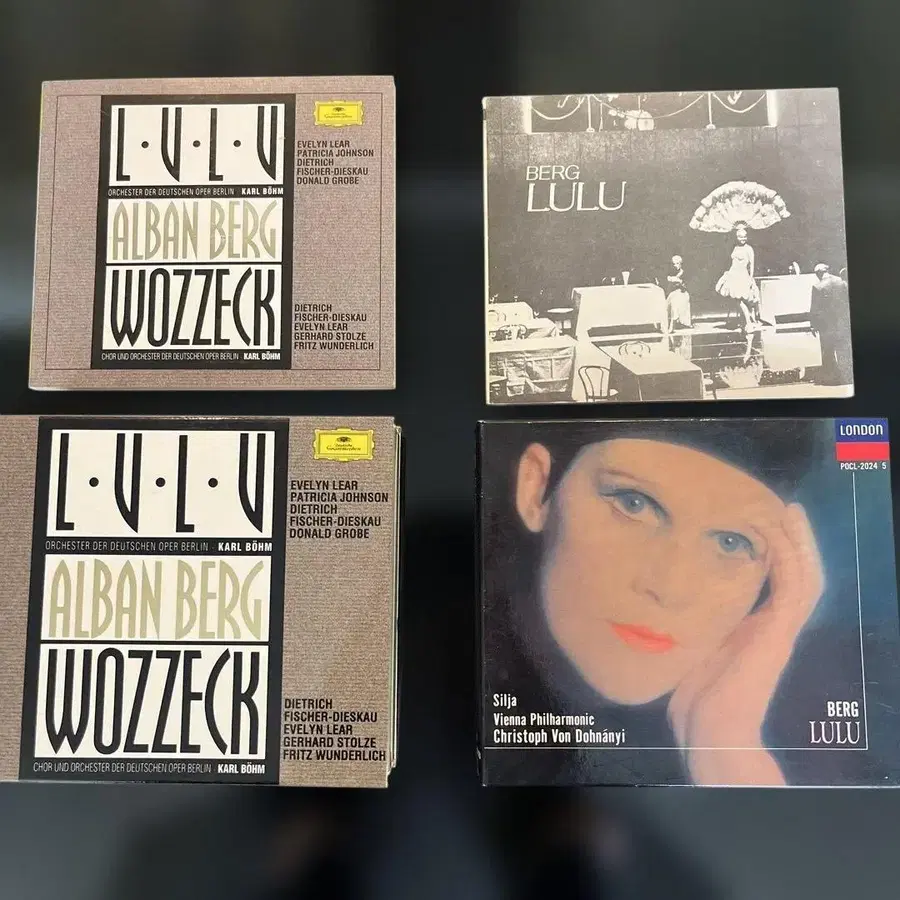 L·U·L·U
ORCHESTER DER DEUTSCHEN OPER BERLIN · KARL BÖHM
ALBAN BERG
WOZZECK
CHOR UND ORCHESTER DER DEUTSCHEN OPER BERLIN · KARL BÖHM
Deutsche Grammophon
EVELYN LEAR
PATRICIA JOHNSON
DIETRICH
FISCHER-DIESKAU
DONALD GROBE
DIETRICH
FISCHER-DIESKAU
EVELYN LEAR
GERHARD STOLZE
FRITZ WUNDERLICH
BERG
LULU
L·U·L·U
ORCHESTER DER DEUTSCHEN OPER BERLIN · KARL BÖHM
ALBAN BERG
WOZZECK
CHOR UND ORCHESTER DER DEUTSCHEN OPER BERLIN · KARL BÖHM
Deutsche Grammophon
EVELYN LEAR
PATRICIA JOHNSON
DIETRICH
FISCHER-DIESKAU
DONALD GROBE
DIETRICH
FISCHER-DIESKAU
EVELYN LEAR
GERHARD STOLZE
FRITZ WUNDERLICH
LONDON
POCL-2024 5
Silja
Vienna Philharmonic
Christoph Von Dohnányi
BERG
LULU